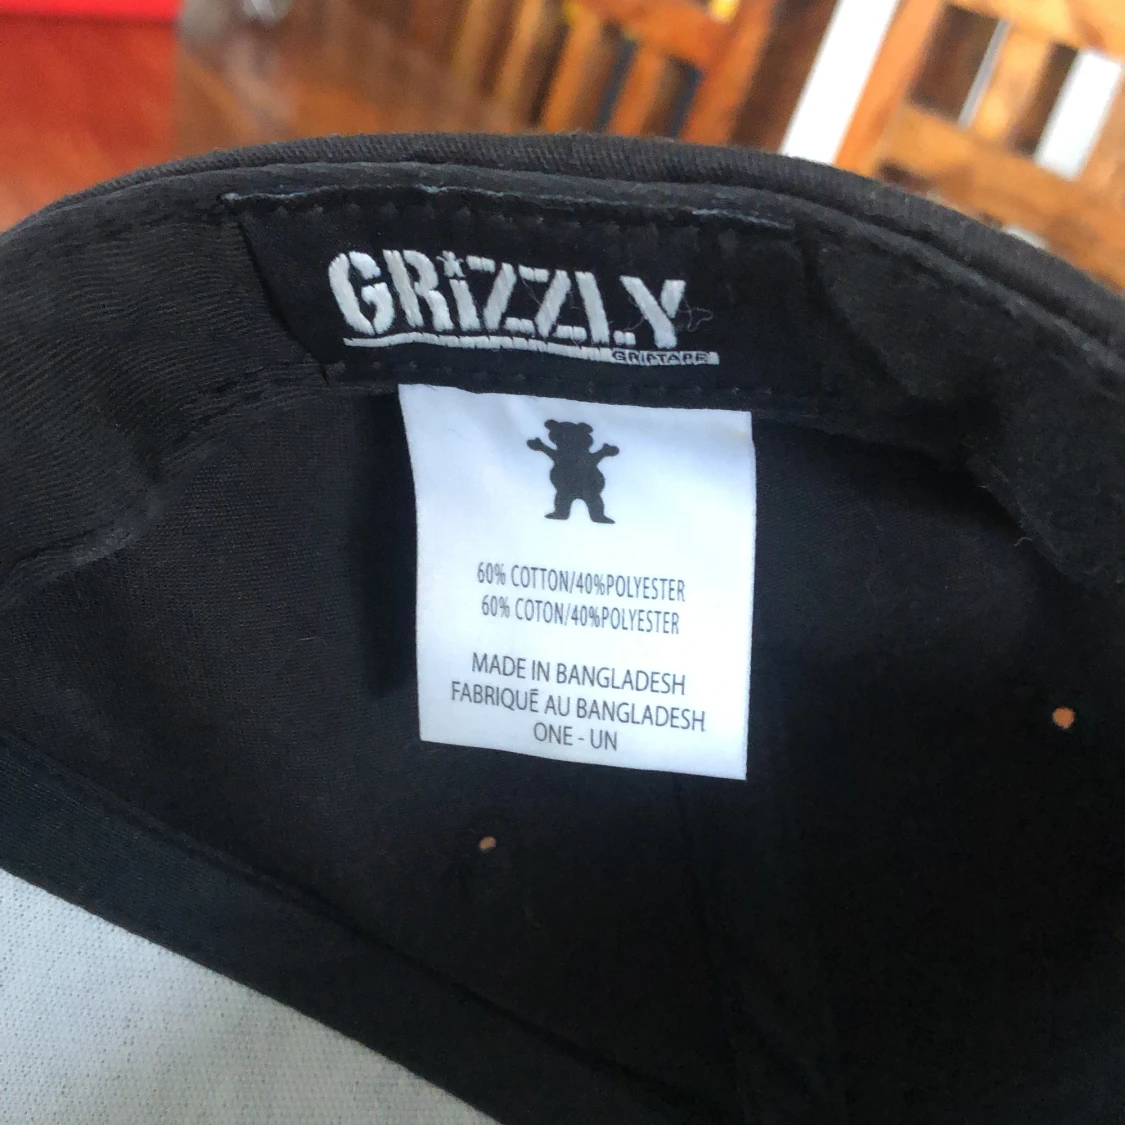 GRiZZLY
GRIPTAPE
60% COTTON/40%POLYESTER
60% COTON/40%POLYESTER
MADE IN BANGLADESH
FABRIQUÉ AU BANGLADESH
ONE - UN